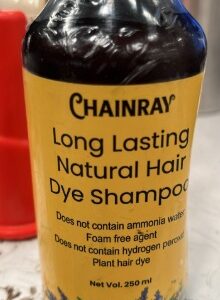 CHAINRAY
Long Lasting
Natural Hair
Dye Shampoo
Does not contain ammonia water
Foam free agent
Does not contain hydrogen peroxi
Plant hair dye
Net Vol. 250 ml